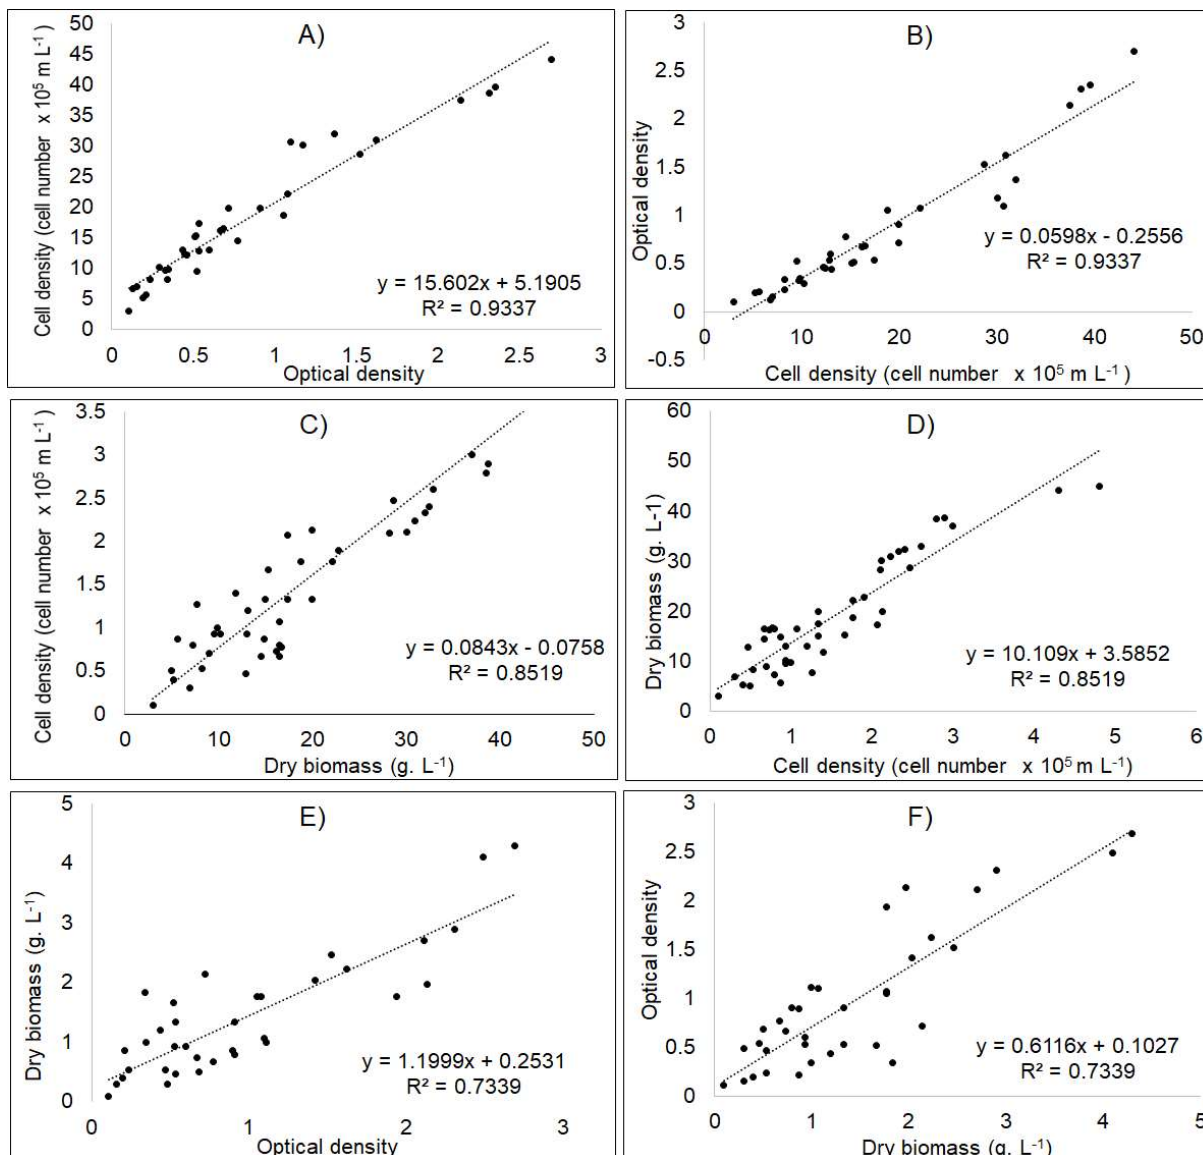 A)
50
45
40
35
30
25
20
15
10
5
0
Cell density (cell number x 10⁵ m L⁻¹ )
y = 15.602x + 5.1905
R² = 0.9337
0 0.5 1 1.5 2 2.5 3
Optical density
B)
3
2.5
2
1.5
1
0.5
0
-0.5
Optical density
y = 0.0598x - 0.2556
R² = 0.9337
0 10 20 30 40 50
Cell density (cell number x 10⁵ m L⁻¹ )
C)
3.5
3
2.5
2
1.5
1
0.5
0
Cell density (cell number x 10⁵ m L⁻¹ )
y = 0.0843x - 0.0758
R² = 0.8519
0 10 20 30 40 50
Dry biomass (g. L⁻¹)
D)
60
50
40
30
20
10
0
Dry biomass (g. L-1)
y = 10.109x + 3.5852
R² = 0.8519
0 1 2 3 4 5 6
Cell density (cell number x 10⁵ m L⁻¹ )
E)
5
4
3
2
1
0
Dry biomass (g. L⁻¹)
y = 1.1999x + 0.2531
R² = 0.7339
0 1 2 3
Optical density
F)
3
2.5
2
1.5
1
0.5
0
Optical density
y = 0.6116x + 0.1027
R² = 0.7339
0 1 2 3 4 5
Dry biomass (g. L⁻¹)